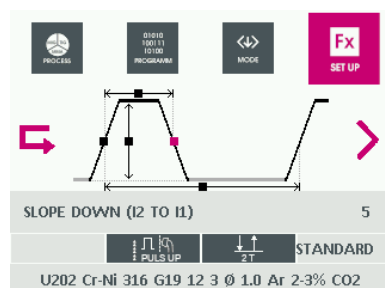 PROCESS
01010
100111
10100
PROGRAMM
MODE
Fx
SET UP
SLOPE DOWN (I2 TO I1) 5
PULS UP
2 T
STANDARD
U202 Cr-Ni 316 G19 12 3 Ø 1.0 Ar 2-3% CO2